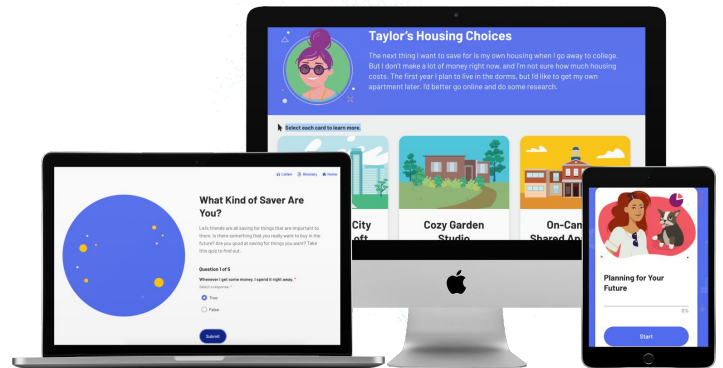 Taylor's Housing Choices
The next thing I want to save for is my own housing when I go away to college.
But I don't make a lot of money right now, and I'm not sure how much housing
costs. The first year I plan to live in the dorms, but I'd like to get my own
apartment later. I'd better go online and do some research.
Select each card to learn more.
City
Cozy Garden
Studio
On-Cam
Shared Ap
Listen Glossary Home
What Kind of Saver Are
You?
Lei's friends are all saving for things that are important to
them. Is there something that you really want to buy in the
future? Are you good at saving for things you want? Take
this quiz to find out.
Question 1 of 5
Whenever I get some money, I spend it right away. *
Select a response. *
True
False
Submit
Planning for Your
Future
0%
Start